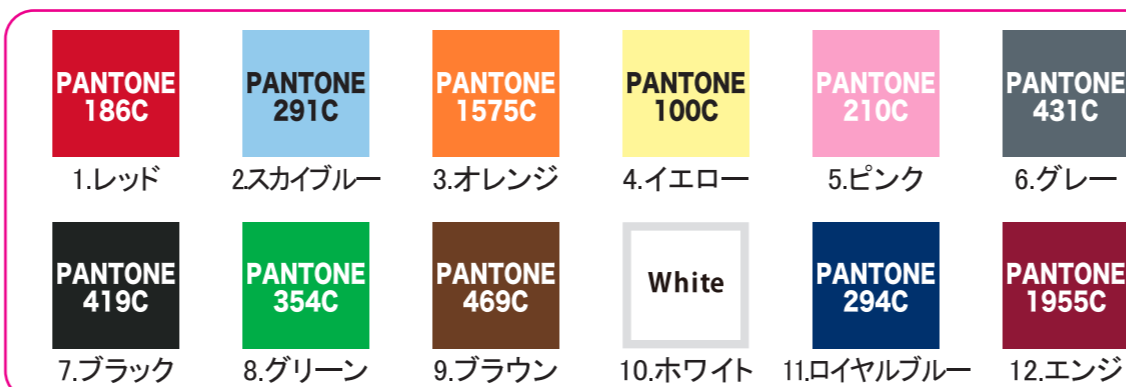 PANTONE
186C
PANTONE
291C
PANTONE
1575C
PANTONE
100C
PANTONE
210C
PANTONE
431C
1.レッド
2.スカイブルー
3.オレンジ
4.イエロー
5.ピンク
6.グレー
PANTONE
419C
PANTONE
354C
PANTONE
469C
White
PANTONE
294C
PANTONE
1955C
7.ブラック
8.グリーン
9.ブラウン
10.ホワイト
11.ロイヤルブルー
12.エンジ